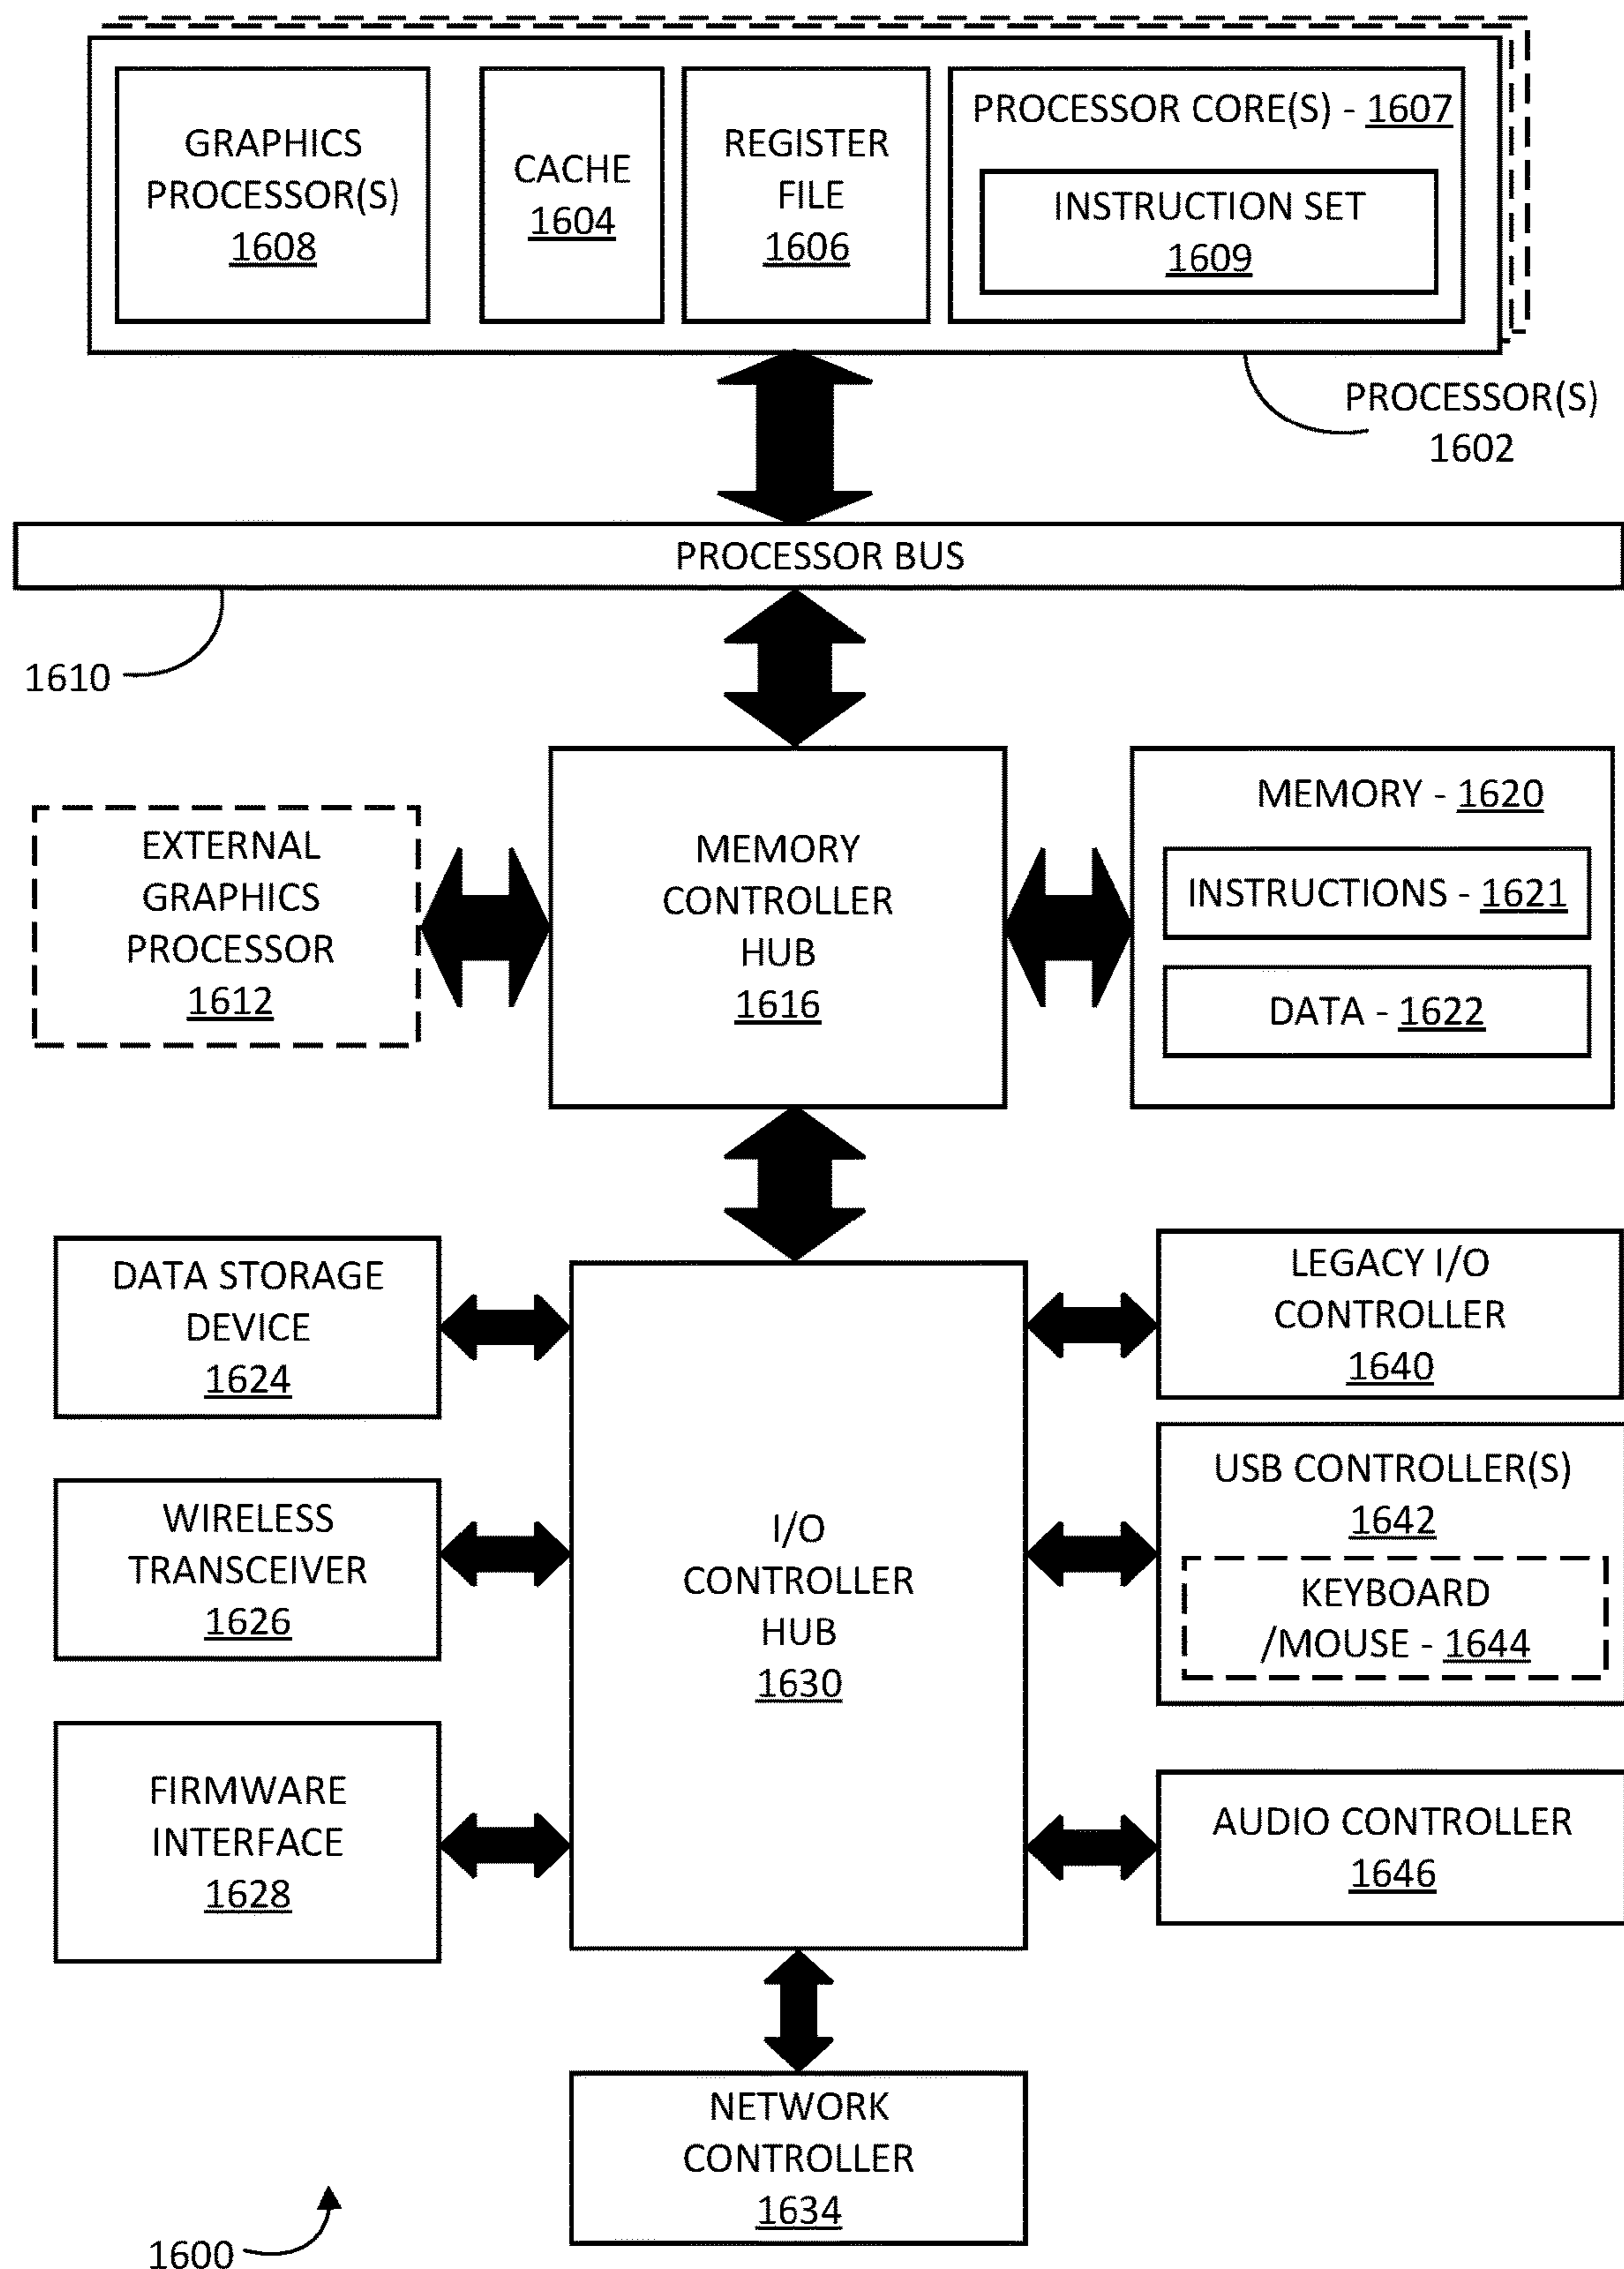 GRAPHICS
PROCESSOR(S)
1608
CACHE
1604
REGISTER
FILE
1606
PROCESSOR CORE(S) - 1607
INSTRUCTION SET
1609
PROCESSOR(S)
1602
PROCESSOR BUS
1610
EXTERNAL
GRAPHICS
PROCESSOR
1612
MEMORY
CONTROLLER
HUB
1616
MEMORY - 1620
INSTRUCTIONS - 1621
DATA - 1622
DATA STORAGE
DEVICE
1624
WIRELESS
TRANSCEIVER
1626
FIRMWARE
INTERFACE
1628
I/O
CONTROLLER
HUB
1630
LEGACY I/O
CONTROLLER
1640
USB CONTROLLER(S)
1642
KEYBOARD
/MOUSE - 1644
AUDIO CONTROLLER
1646
NETWORK
CONTROLLER
1634
1600